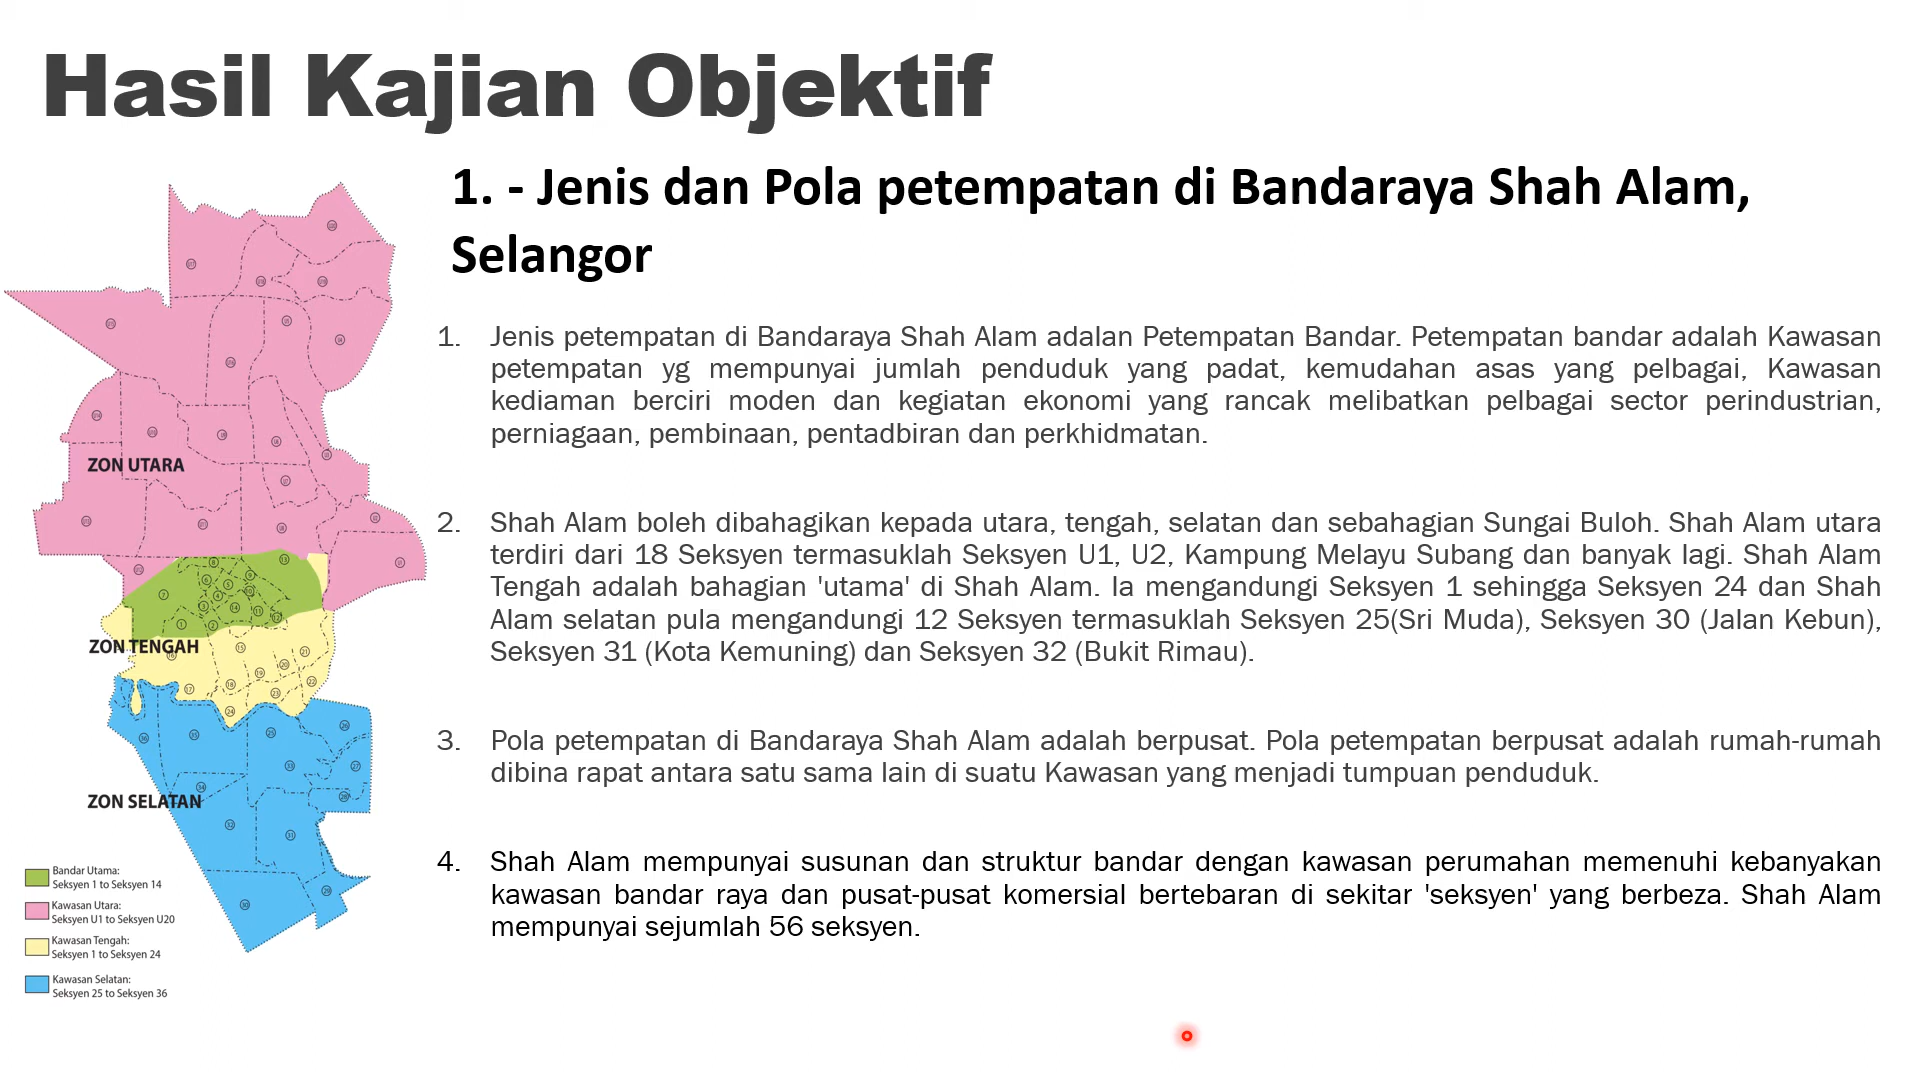 Hasil Kajian Objektif
1. - Jenis dan Pola petempatan di Bandaraya Shah Alam,
Selangor
1. Jenis petempatan di Bandaraya Shah Alam adalan Petempatan Bandar. Petempatan bandar adalah Kawasan
petempatan yg mempunyai jumlah penduduk yang padat, kemudahan asas yang pelbagai, Kawasan
kediaman berciri moden dan kegiatan ekonomi yang rancak melibatkan pelbagai sector perindustrian,
perniagaan, pembinaan, pentadbiran dan perkhidmatan.
2. Shah Alam boleh dibahagikan kepada utara, tengah, selatan dan sebahagian Sungai Buloh. Shah Alam utara
terdiri dari 18 Seksyen termasuklah Seksyen U1, U2, Kampung Melayu Subang dan banyak lagi. Shah Alam
Tengah adalah bahagian 'utama' di Shah Alam. Ia mengandungi Seksyen 1 sehingga Seksyen 24 dan Shah
Alam selatan pula mengandungi 12 Seksyen termasuklah Seksyen 25(Sri Muda), Seksyen 30 (Jalan Kebun),
Seksyen 31 (Kota Kemuning) dan Seksyen 32 (Bukit Rimau).
3. Pola petempatan di Bandaraya Shah Alam adalah berpusat. Pola petempatan berpusat adalah rumah-rumah
dibina rapat antara satu sama lain di suatu Kawasan yang menjadi tumpuan penduduk.
4. Shah Alam mempunyai susunan dan struktur bandar dengan kawasan perumahan memenuhi kebanyakan
kawasan bandar raya dan pusat-pusat komersial bertebaran di sekitar 'seksyen' yang berbeza. Shah Alam
mempunyai sejumlah 56 seksyen.
ZON UTARA
ZON TENGAH
ZON SELATAN
Bandar Utama:
Seksyen 1 to Seksyen 14
Kawasan Utara:
Seksyen U1 to Seksyen U20
Kawasan Tengah:
Seksyen 1 to Seksyen 24
Kawasan Selatan:
Seksyen 25 to Seksyen 36